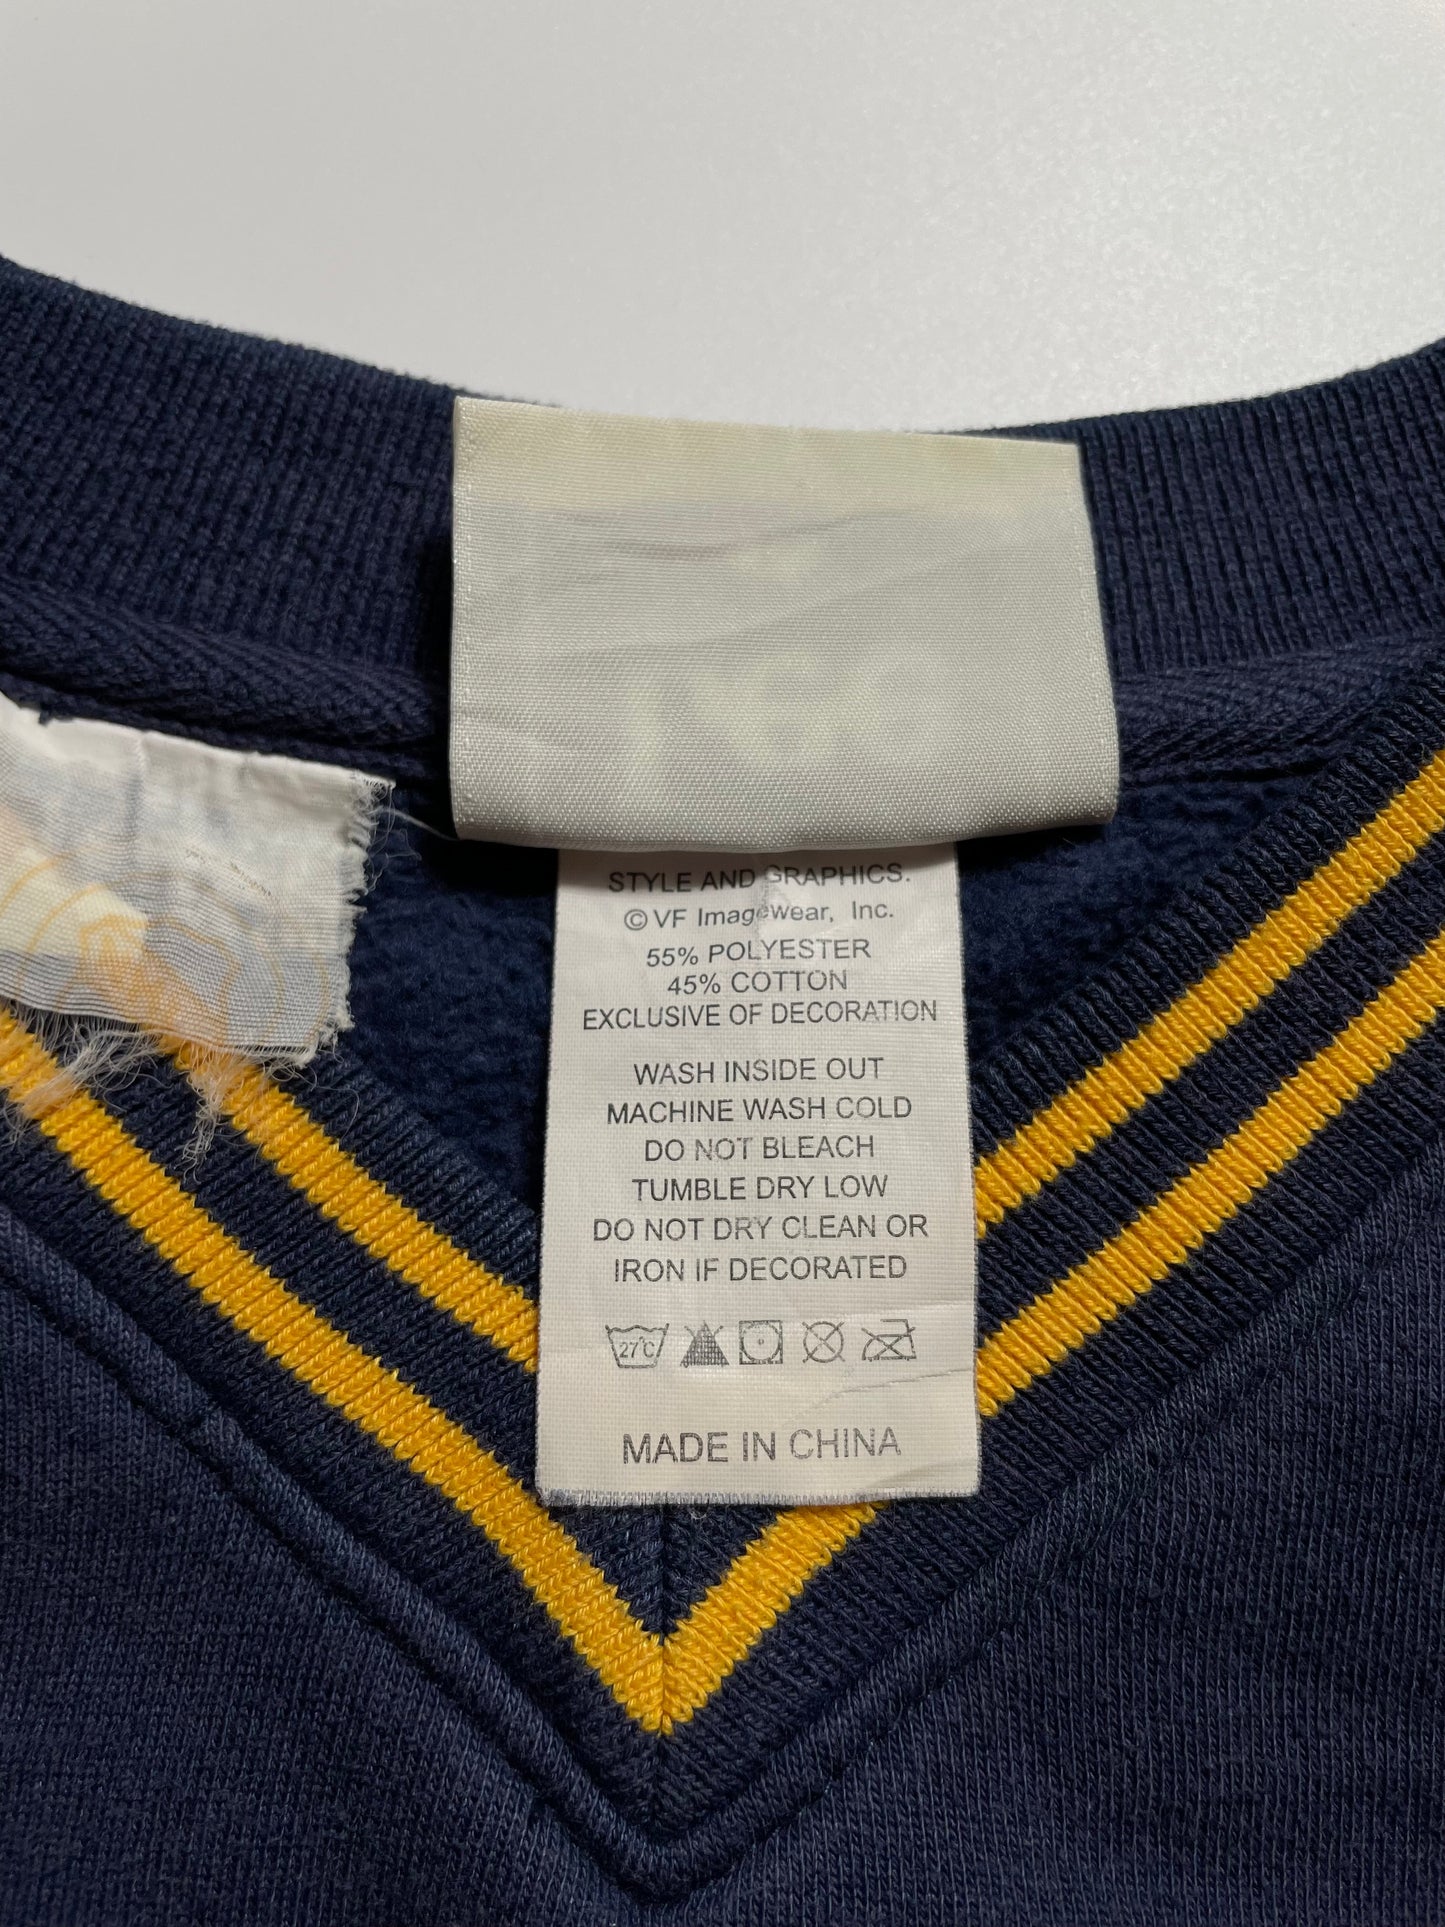 STYLE AND GRAPHICS.
© VF Imagewear, Inc.
55% POLYESTER
45% COTTON
EXCLUSIVE OF DECORATION
WASH INSIDE OUT
MACHINE WASH COLD
DO NOT BLEACH
TUMBLE DRY LOW
DO NOT DRY CLEAN OR
IRON IF DECORATED
27°C
MADE IN CHINA